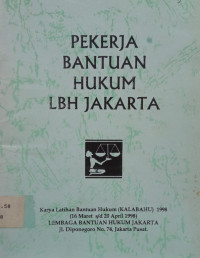 PEKERJA
BANTUAN
HUKUM
LBH JAKARTA
Karya Latihan Bantuan Hukum (KALABAHU) 1998
(16 Maret s/d 20 April 1998)
LEMBAGA BANTUAN HUKUM JAKARTA
Jl. Diponegoro No. 74, Jakarta Pusat.